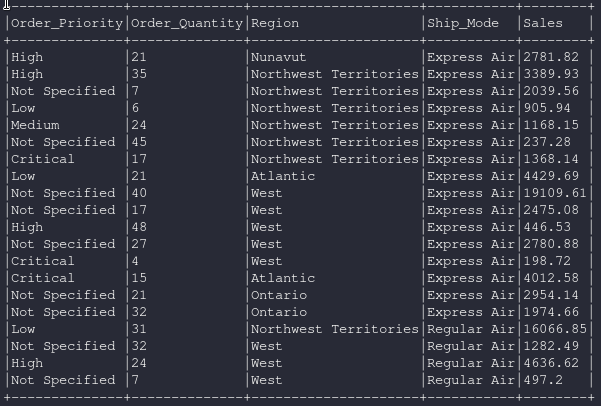 +--------------+--------------+---------------------+-----------+--------+
|Order_Priority|Order_Quantity|Region               |Ship_Mode  |Sales   |
+--------------+--------------+---------------------+-----------+--------+
|High          |21            |Nunavut              |Express Air|2781.82 |
|High          |35            |Northwest Territories|Express Air|3389.93 |
|Not Specified |7             |Northwest Territories|Express Air|2039.56 |
|Low           |6             |Northwest Territories|Express Air|905.94  |
|Medium        |24            |Northwest Territories|Express Air|1168.15 |
|Not Specified |45            |Northwest Territories|Express Air|237.28  |
|Critical      |17            |Northwest Territories|Express Air|1368.14 |
|Low           |21            |Atlantic             |Express Air|4429.69 |
|Not Specified |40            |West                 |Express Air|19109.61|
|Not Specified |17            |West                 |Express Air|2475.08 |
|High          |48            |West                 |Express Air|446.53  |
|Not Specified |27            |West                 |Express Air|2780.88 |
|Critical      |4             |West                 |Express Air|198.72  |
|Critical      |15            |Atlantic             |Express Air|4012.58 |
|Not Specified |21            |Ontario              |Express Air|2954.14 |
|Not Specified |32            |Ontario              |Express Air|1974.66 |
|Low           |31            |Northwest Territories|Regular Air|16066.85|
|Not Specified |32            |West                 |Regular Air|1282.49 |
|High          |24            |West                 |Regular Air|4636.62 |
|Not Specified |7             |West                 |Regular Air|497.2   |
+--------------+--------------+---------------------+-----------+--------+